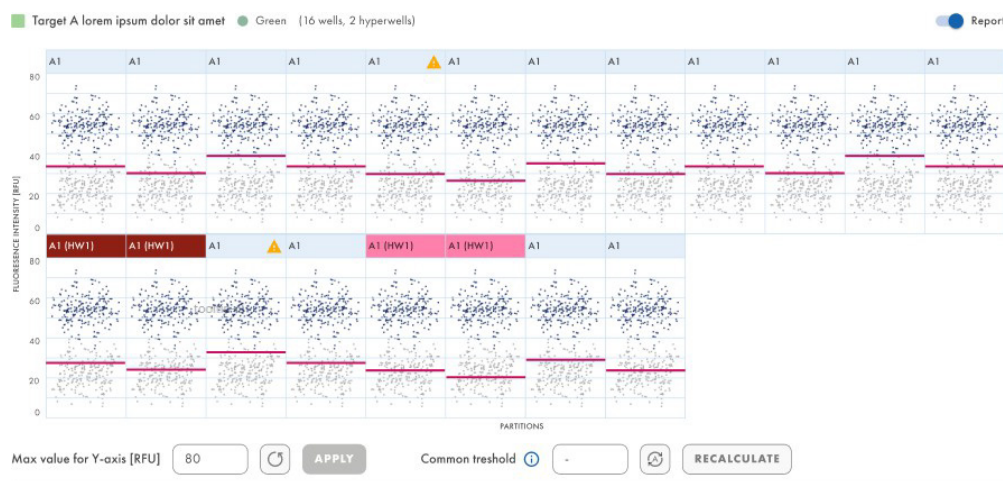 Target A lorem ipsum dolor sit amet Green (16 wells, 2 hyperwells) Report
A1 A1 A1 A1 A1 A1 A1 A1 A1 A1 A1 A1
80
60
40
20
0
FLUORESENCE INTENSITY [RFU]
A1 (HW1) A1 (HW1) A1 A1 A1 (HW1) A1 (HW1) A1 A1
80
60
40
20
0
PARTITIONS
Max value for Y-axis [RFU] 80 APPLY Common treshold - A RECALCULATE